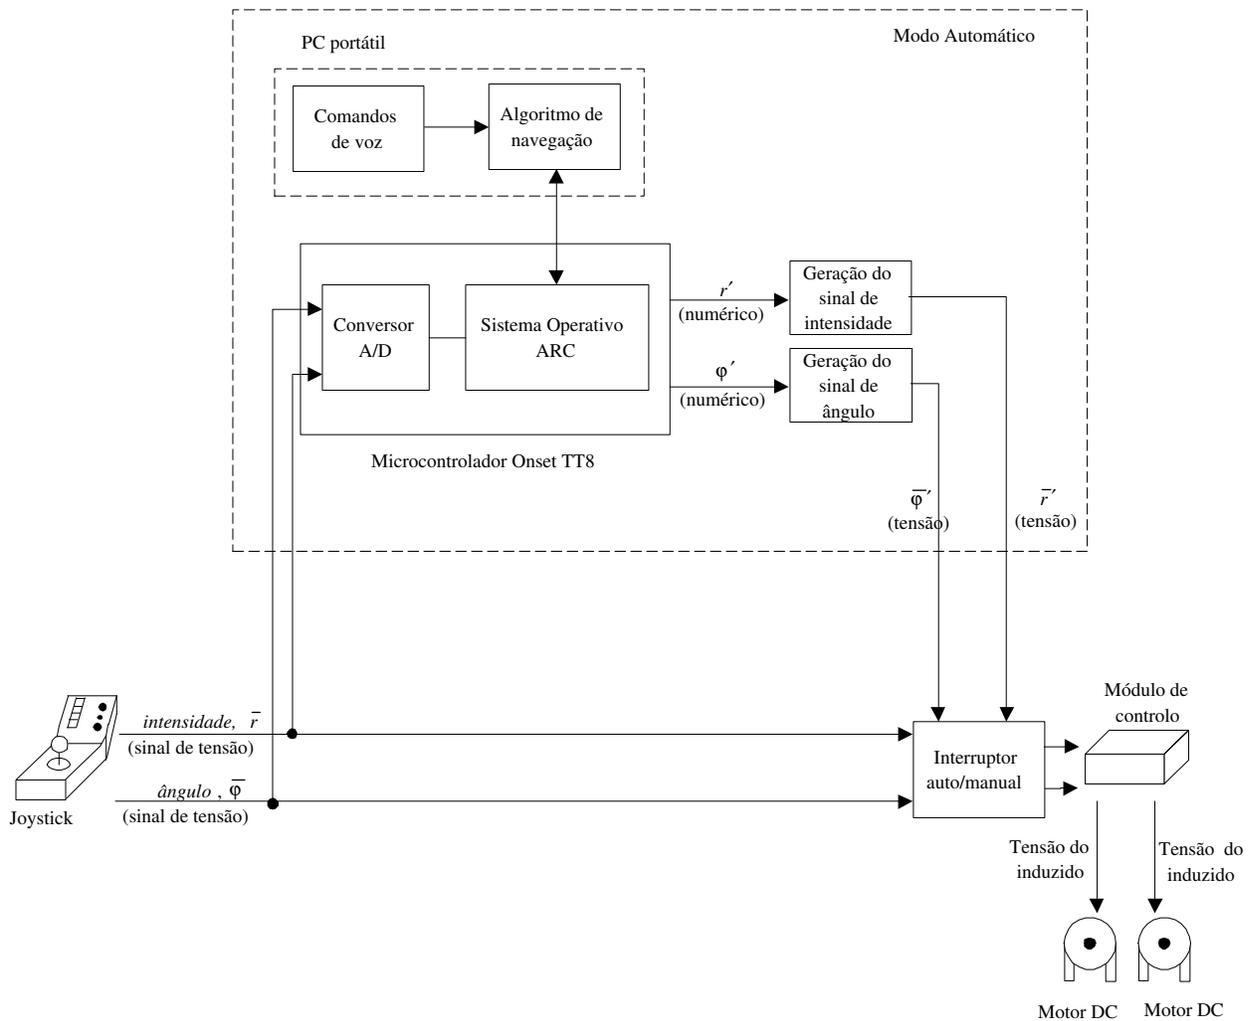 PC portátil
Modo Automático
Comandos
de voz
Algoritmo de
navegação
Conversor
A/D
Sistema Operativo
ARC
r′
(numérico)
φ′
(numérico)
Geração do
sinal de
intensidade
Geração do
sinal de
ângulo
Microcontrolador Onset TT8
φ̅′
(tensão)
r̅′
(tensão)
intensidade, r̅
(sinal de tensão)
ângulo , φ̅
(sinal de tensão)
Joystick
Interruptor
auto/manual
Módulo de
controlo
Tensão do
induzido
Tensão do
induzido
Motor DC
Motor DC